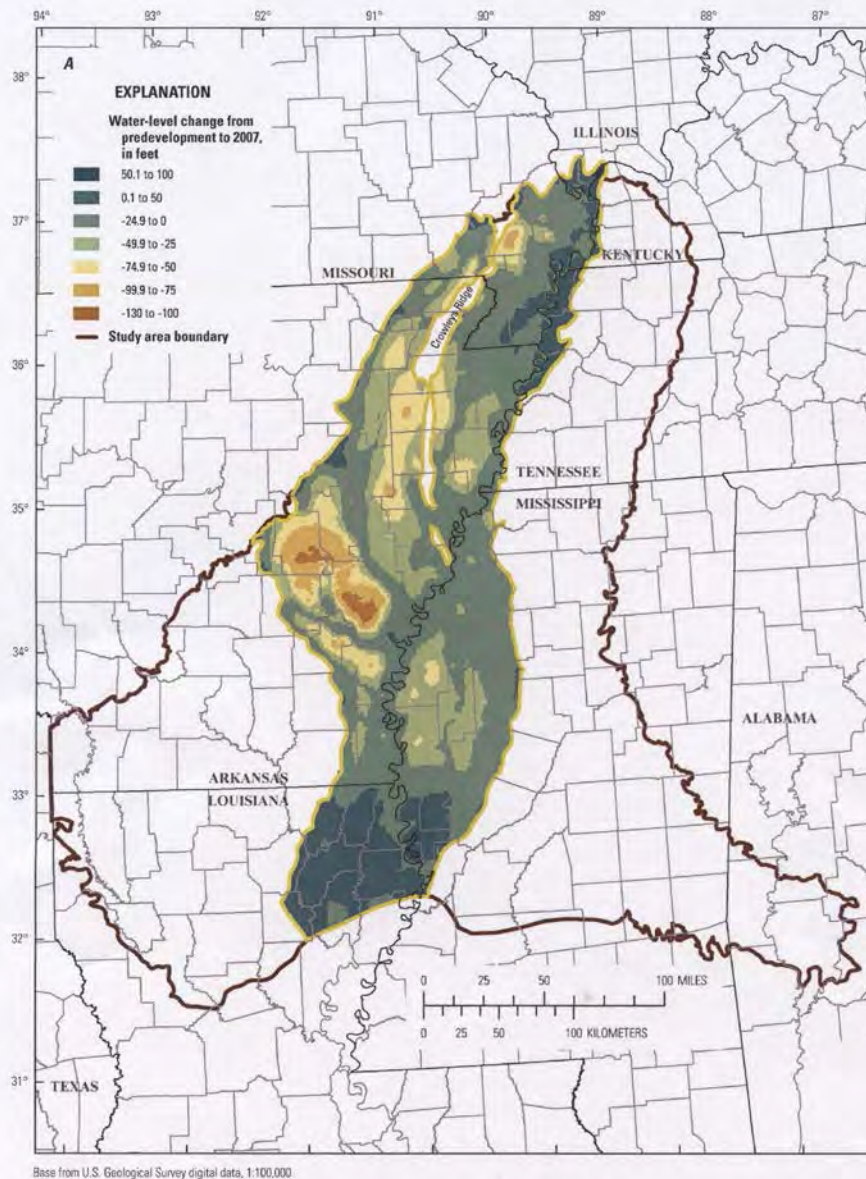 94° 93° 92° 91° 90° 89° 88° 87°
38°
A
EXPLANATION
Water-level change from
predevelopment to 2007,
in feet
50.1 to 100
0.1 to 50
-24.9 to 0
-49.9 to -25
-74.9 to -50
-99.9 to -75
-130 to -100
Study area boundary
ILLINOIS
37°
KENTUCKY
MISSOURI
Crowleys Ridge
36°
TENNESSEE
35°
MISSISSIPPI
34°
ALABAMA
ARKANSAS
33°
LOUISIANA
32°
0 25 50 100 MILES
0 25 50 100 KILOMETERS
31°
TEXAS
Base from U.S. Geological Survey digital data, 1:100,000